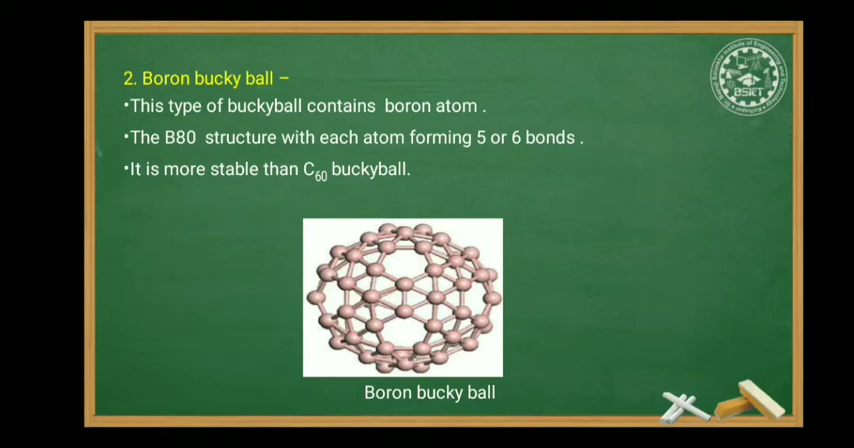 2. Boron bucky ball –
•This type of buckyball contains boron atom .
•The B80 structure with each atom forming 5 or 6 bonds .
•It is more stable than C60 buckyball.
BSIET
Boron bucky ball